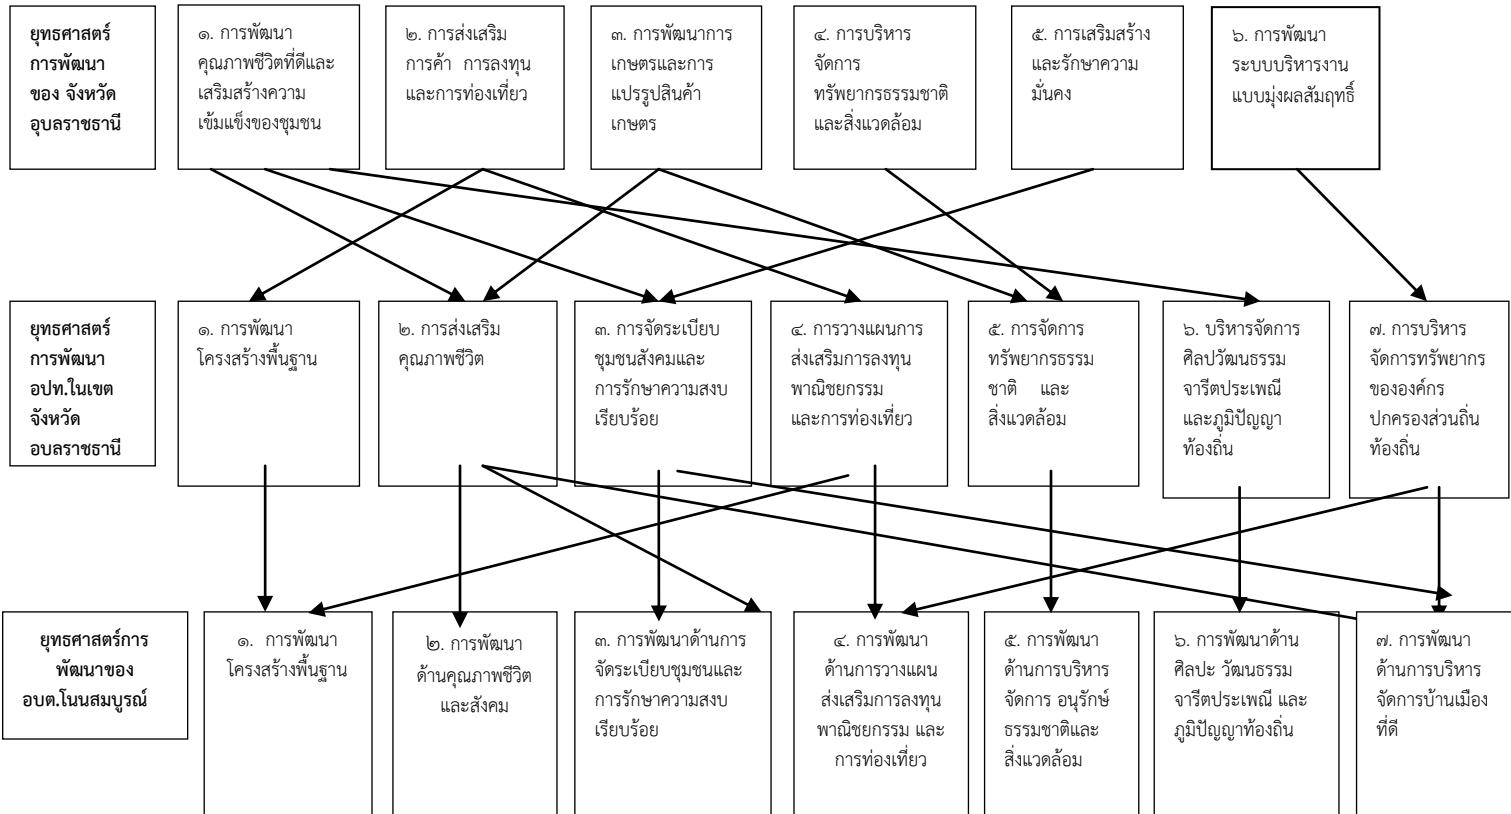 ยุทธศาสตร์
การพัฒนา
ของ จังหวัด
อุบลราชธานี
๑. การพัฒนา
คุณภาพชีวิตที่ดีและ
เสริมสร้างความ
เข้มแข็งของชุมชน
๒. การส่งเสริม
การค้า การลงทุน
และการท่องเที่ยว
๓. การพัฒนาการ
เกษตรและการ
แปรรูปสินค้า
เกษตร
๔. การบริหาร
จัดการ
ทรัพยากรธรรมชาติ
และสิ่งแวดล้อม
๕. การเสริมสร้าง
และรักษาความ
มั่นคง
๖. การพัฒนา
ระบบบริหารงาน
แบบมุ่งผลสัมฤทธิ์
ยุทธศาสตร์
การพัฒนา
อปท.ในเขต
จังหวัด
อบลราชธานี
๑. การพัฒนา
โครงสร้างพื้นฐาน
๒. การส่งเสริม
คุณภาพชีวิต
๓. การจัดระเบียบ
ชุมชนสังคมและ
การรักษาความสงบ
เรียบร้อย
๔. การวางแผนการ
ส่งเสริมการลงทุน
พาณิชยกรรม
และการท่องเที่ยว
๕. การจัดการ
ทรัพยากรธรรม
ชาติ และ
สิ่งแวดล้อม
๖. บริหารจัดการ
ศิลปวัฒนธรรม
จารีตประเพณี
และภูมิปัญญา
ท้องถิ่น
๗. การบริหาร
จัดการทรัพยากร
ขององค์กร
ปกครองส่วนถิ่น
ท้องถิ่น
ยุทธศาสตร์การ
พัฒนาของ
อบต.โนนสมบูรณ์
๑. การพัฒนา
โครงสร้างพื้นฐาน
๒. การพัฒนา
ด้านคุณภาพชีวิต
และสังคม
๓. การพัฒนาด้านการ
จัดระเบียบชุมชนและ
การรักษาความสงบ
เรียบร้อย
๔. การพัฒนา
ด้านการวางแผน
ส่งเสริมการลงทุน
พาณิชยกรรม และ
การท่องเที่ยว
๕. การพัฒนา
ด้านการบริหาร
จัดการ อนุรักษ์
ธรรมชาติและ
สิ่งแวดล้อม
๖. การพัฒนาด้าน
ศิลปะ วัฒนธรรม
จารีตประเพณี และ
ภูมิปัญญาท้องถิ่น
๗. การพัฒนา
ด้านการบริหาร
จัดการบ้านเมือง
ที่ดี